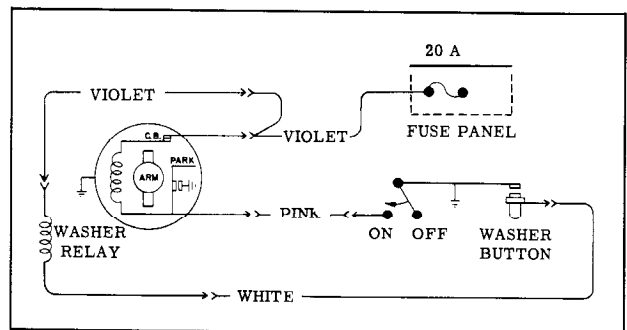 20 A
VIOLET
C.B.
VIOLET
FUSE PANEL
PARK
ARM
PINK
WASHER
RELAY
ON OFF
WASHER
BUTTON
WHITE